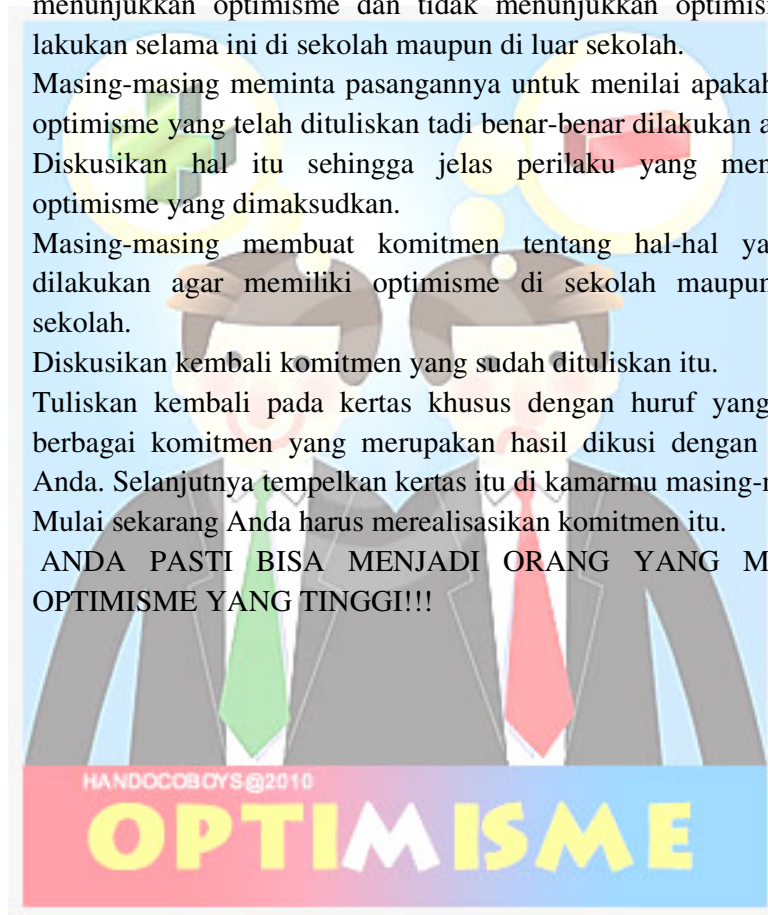 menunjukkan optimisme dan tidak menunjukkan
lakukan selama ini di sekolah maupun di luar sekolah.
Masing-masing meminta pasangannya untuk menilai apakah
optimisme yang telah dituliskan tadi benar-benar dilakukan
Diskusikan hal itu sehingga jelas perilaku yang
optimisme yang dimaksudkan.
Masing-masing membuat komitmen tentang hal-hal
dilakukan agar memiliki optimisme di sekolah maupun
sekolah.
Diskusikan kembali komitmen yang sudah dituliskan itu.
Tuliskan kembali pada kertas khusus dengan huruf yang
berbagai komitmen yang merupakan hasil dikusi dengan
Anda. Selanjutnya tempelkan kertas itu di kamarmu
Mulai sekarang Anda harus merealisasikan komitmen itu.
ANDA PASTI BISA MENJADI ORANG YANG
OPTIMISME YANG TINGGI!!!
HANDOCOBOYS@2010
OPTIMISME